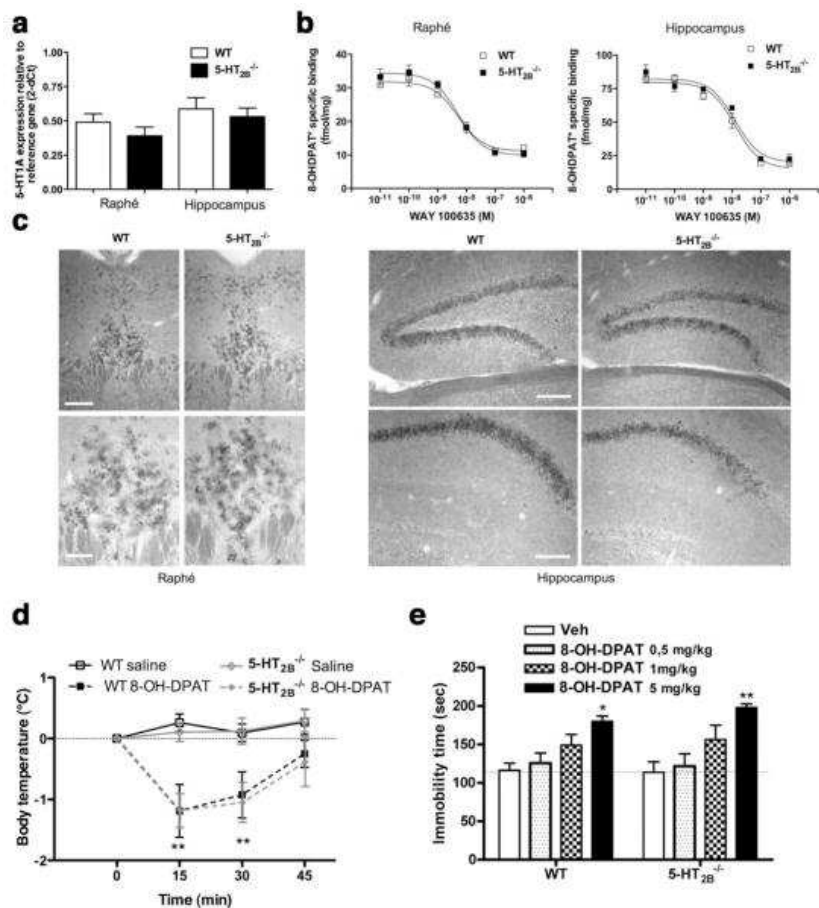 a
5-HT1A expression relative to
reference gene (2-dCt)
1.00
0.75
0.50
0.25
0.00
WT
5-HT2B-/-
Raphé
Hippocampus
b
Raphé
8-OHDPAT* specific binding
(fmol/mg)
40
30
20
10
0
WT
5-HT2B-/-
10-11 10-10 10-9 10-8 10-7 10-6
WAY 100635 (M)
Hippocampus
8-OHDPAT* specific binding
(fmol/mg)
100
80
60
40
20
0
WT
5-HT2B-/-
10-11 10-10 10-9 10-8 10-7 10-6
WAY 100635 (M)
c
WT 5-HT2B-/-
Raphé
WT 5-HT2B-/-
Hippocampus
d
WT saline 5-HT2B-/- Saline
WT 8-OH-DPAT 5-HT2B-/- 8-OH-DPAT
Body temperature (°C)
1
0
-1
-2
** **
0 15 30 45
Time (min)
e
Veh
8-OH-DPAT 0,5 mg/kg
8-OH-DPAT 1mg/kg
8-OH-DPAT 5 mg/kg
Immobility time (sec)
250
200
150
100
50
0
* **
WT 5-HT2B-/-